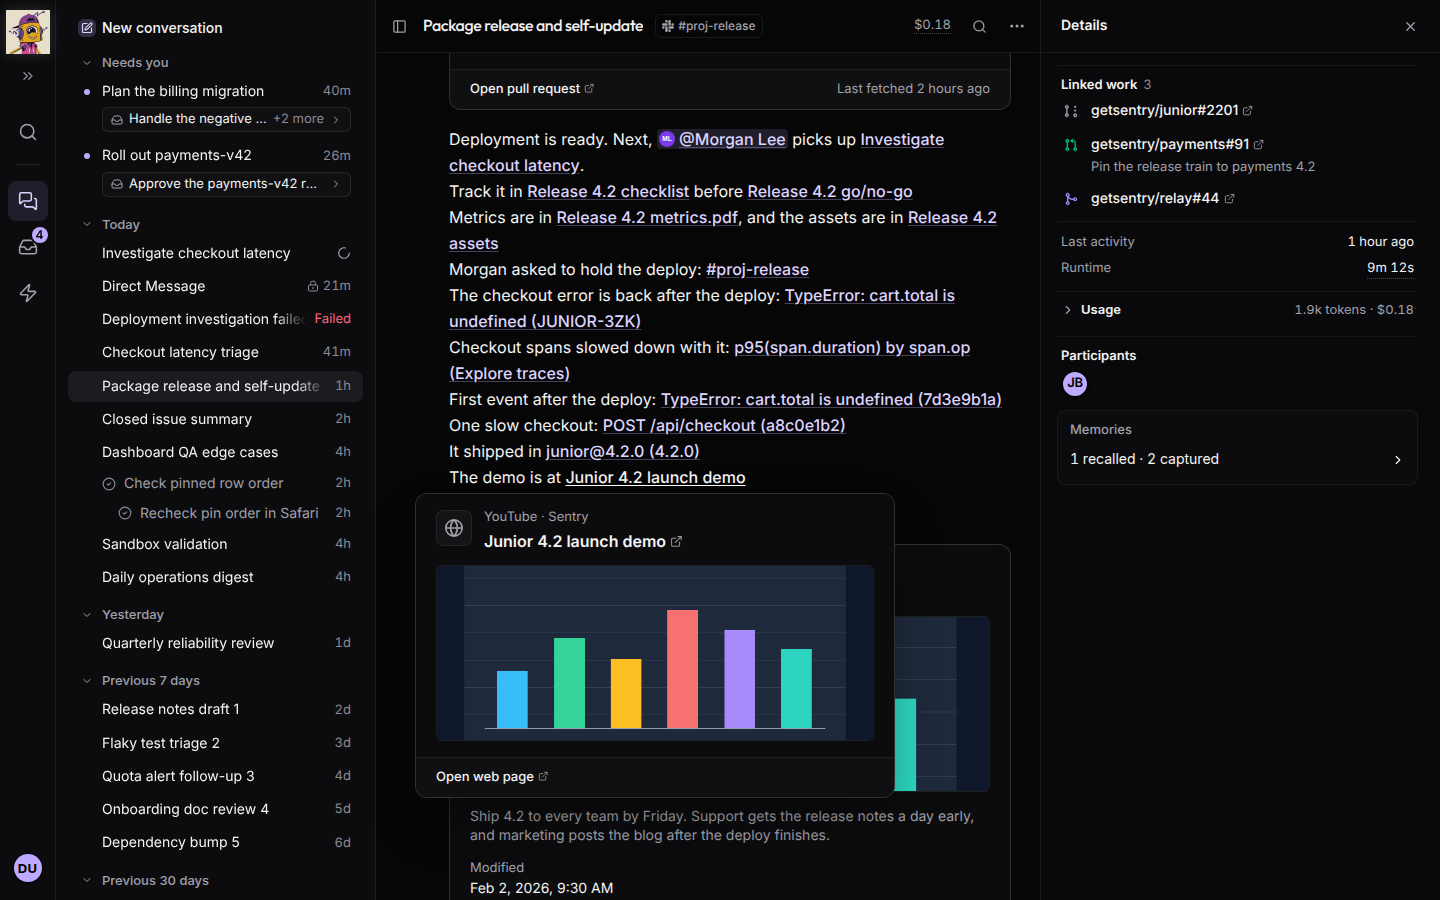 New conversation
Needs you
Plan the billing migration 40m
Handle the negative ... +2 more
Roll out payments-v42 26m
Approve the payments-v42 r...
Today
Investigate checkout latency
Direct Message 21m
Deployment investigation failed Failed
Checkout latency triage 41m
Package release and self-update 1h
Closed issue summary 2h
Dashboard QA edge cases 4h
Check pinned row order 2h
Recheck pin order in Safari 2h
Sandbox validation 4h
Daily operations digest 4h
Yesterday
Quarterly reliability review 1d
Previous 7 days
Release notes draft 1 2d
Flaky test triage 2 3d
Quota alert follow-up 3 4d
Onboarding doc review 4 5d
Dependency bump 5 6d
Previous 30 days
4
DU
Package release and self-update #proj-release $0.18
Open pull request Last fetched 2 hours ago
Deployment is ready. Next, ML @Morgan Lee picks up Investigate
checkout latency.
Track it in Release 4.2 checklist before Release 4.2 go/no-go
Metrics are in Release 4.2 metrics.pdf, and the assets are in Release 4.2
assets
Morgan asked to hold the deploy: #proj-release
The checkout error is back after the deploy: TypeError: cart.total is
undefined (JUNIOR-3ZK)
Checkout spans slowed down with it: p95(span.duration) by span.op
(Explore traces)
First event after the deploy: TypeError: cart.total is undefined (7d3e9b1a)
One slow checkout: POST /api/checkout (a8c0e1b2)
It shipped in junior@4.2.0 (4.2.0)
The demo is at Junior 4.2 launch demo
YouTube · Sentry
Junior 4.2 launch demo
Open web page
Ship 4.2 to every team by Friday. Support gets the release notes a day early,
and marketing posts the blog after the deploy finishes.
Modified
Feb 2, 2026, 9:30 AM
Details
Linked work 3
getsentry/junior#2201
getsentry/payments#91
Pin the release train to payments 4.2
getsentry/relay#44
Last activity 1 hour ago
Runtime 9m 12s
Usage 1.9k tokens · $0.18
Participants
JB
Memories
1 recalled · 2 captured